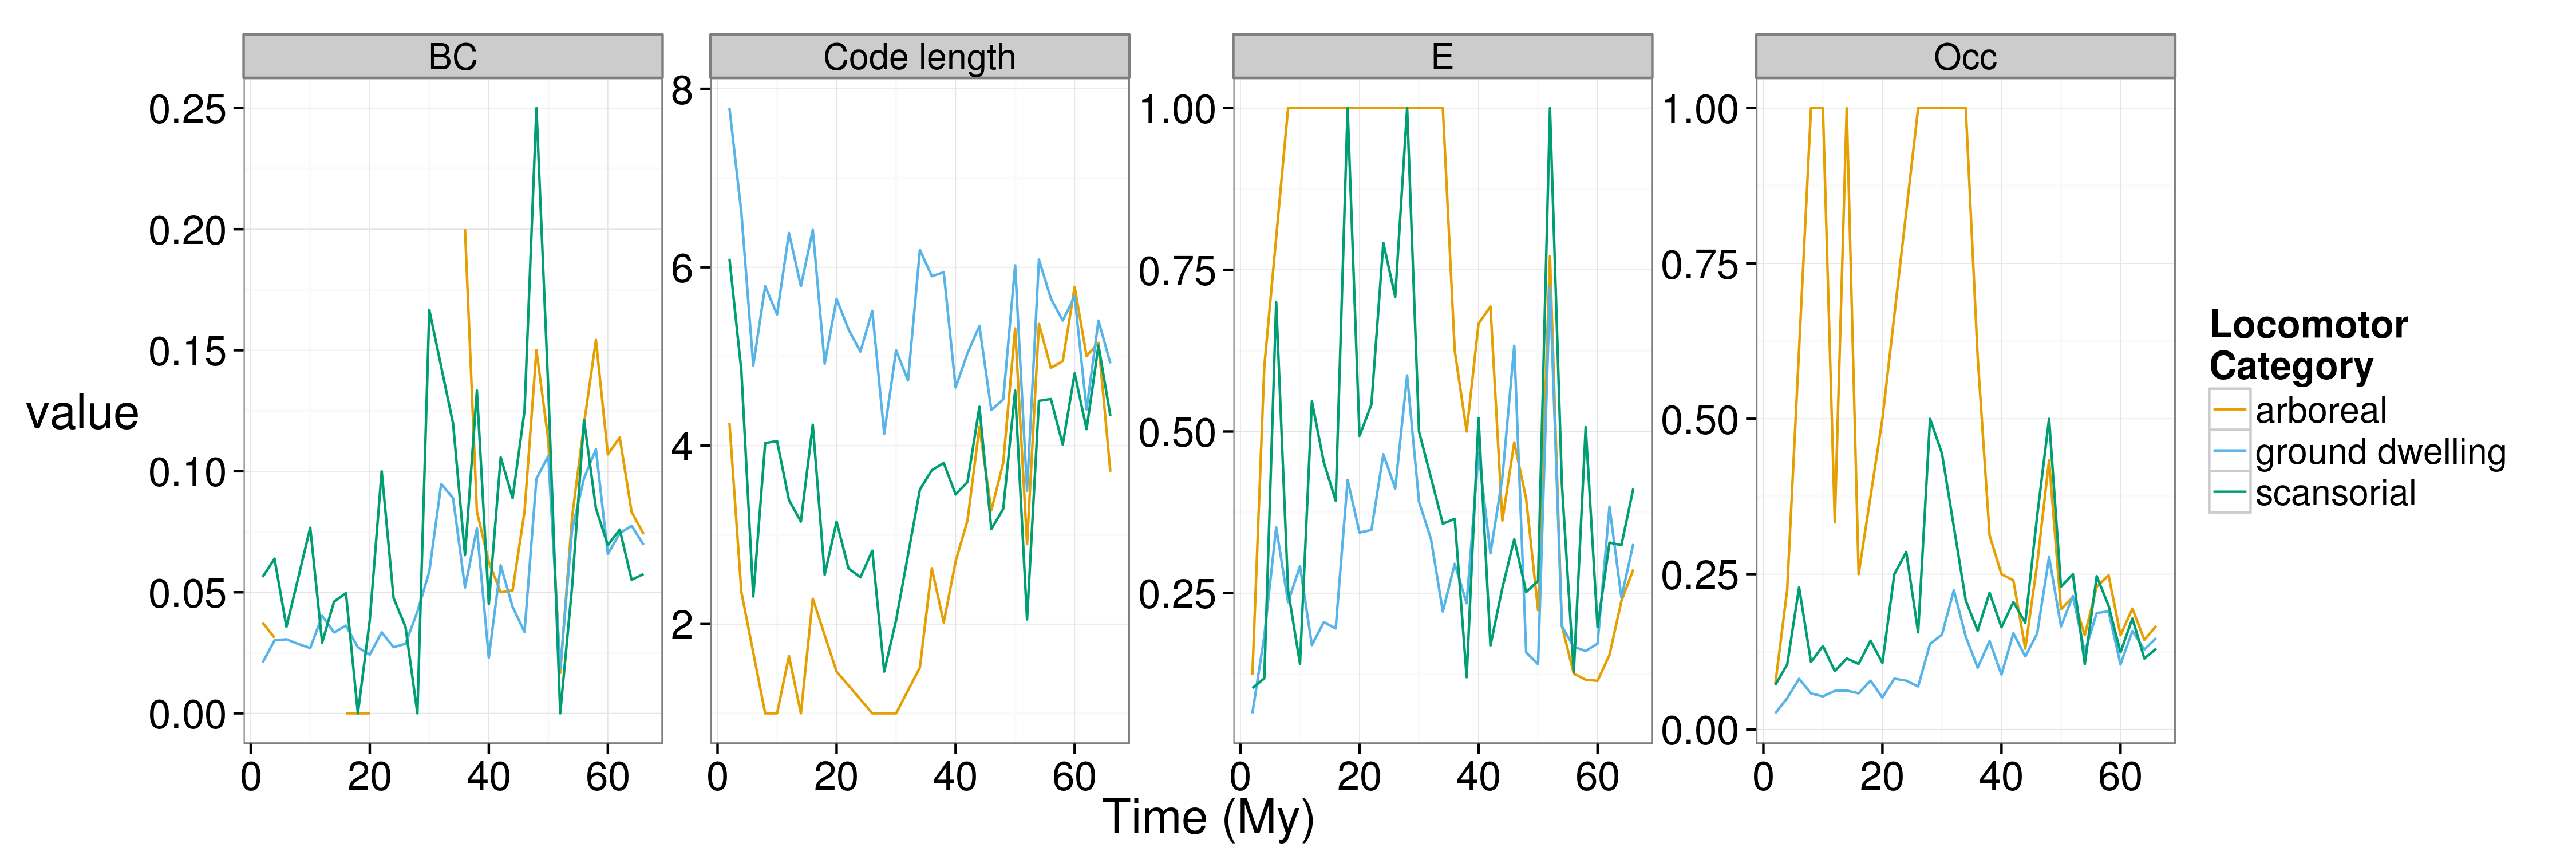 BC
Code length
E
Occ
0.25
0.20
0.15
0.10
0.05
0.00
8
6
4
2
1.00
0.75
0.50
0.25
1.00
0.75
0.50
0.25
0.00
value
0 20 40 60
0 20 40 60
0 20 40 60
0 20 40 60
Time (My)
Locomotor
Category
arboreal
ground dwelling
scansorial